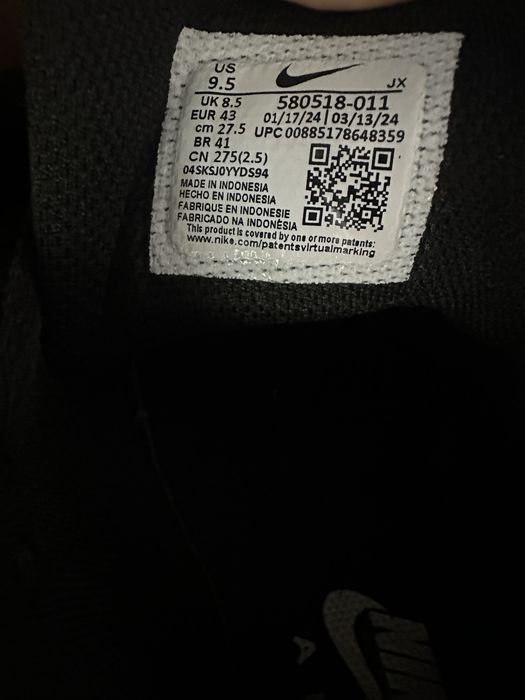 US
9.5
JX
UK 8.5
580518-011
EUR 43
01/17/24 | 03/13/24
cm 27.5
UPC 00885178648359
BR 41
CN 275(2.5)
04SKSJ0YYDS94
MADE IN INDONESIA
HECHO EN INDONESIA
FABRIQUE EN INDONESIE
FABRICADO NA INDONÉSIA
This product is covered by one or more patents:
www.nike.com/patentsvirtualmarking